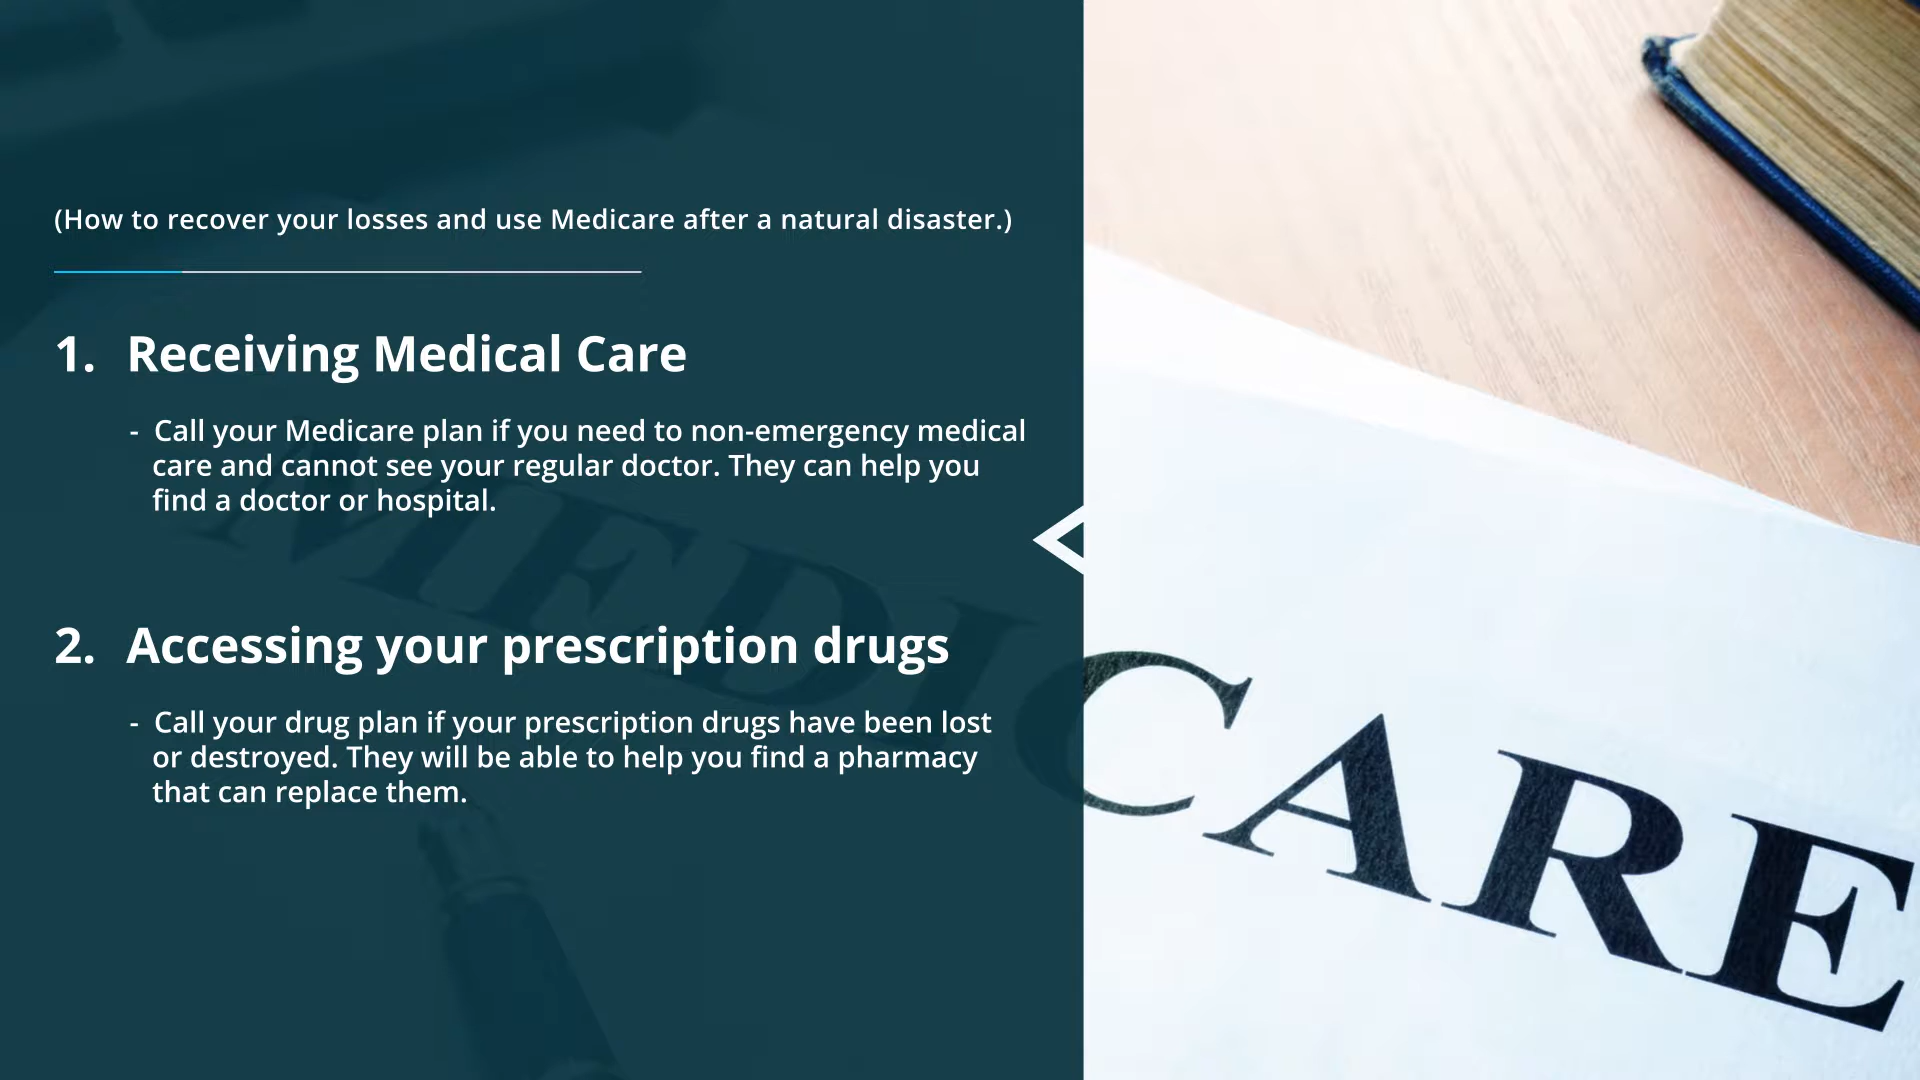 (How to recover your losses and use Medicare after a natural disaster.)
1. Receiving Medical Care
- Call your Medicare plan if you need to non-emergency medical
care and cannot see your regular doctor. They can help you
find a doctor or hospital.
2. Accessing your prescription drugs
- Call your drug plan if your prescription drugs have been lost
or destroyed. They will be able to help you find a pharmacy
that can replace them.
MEDICARE